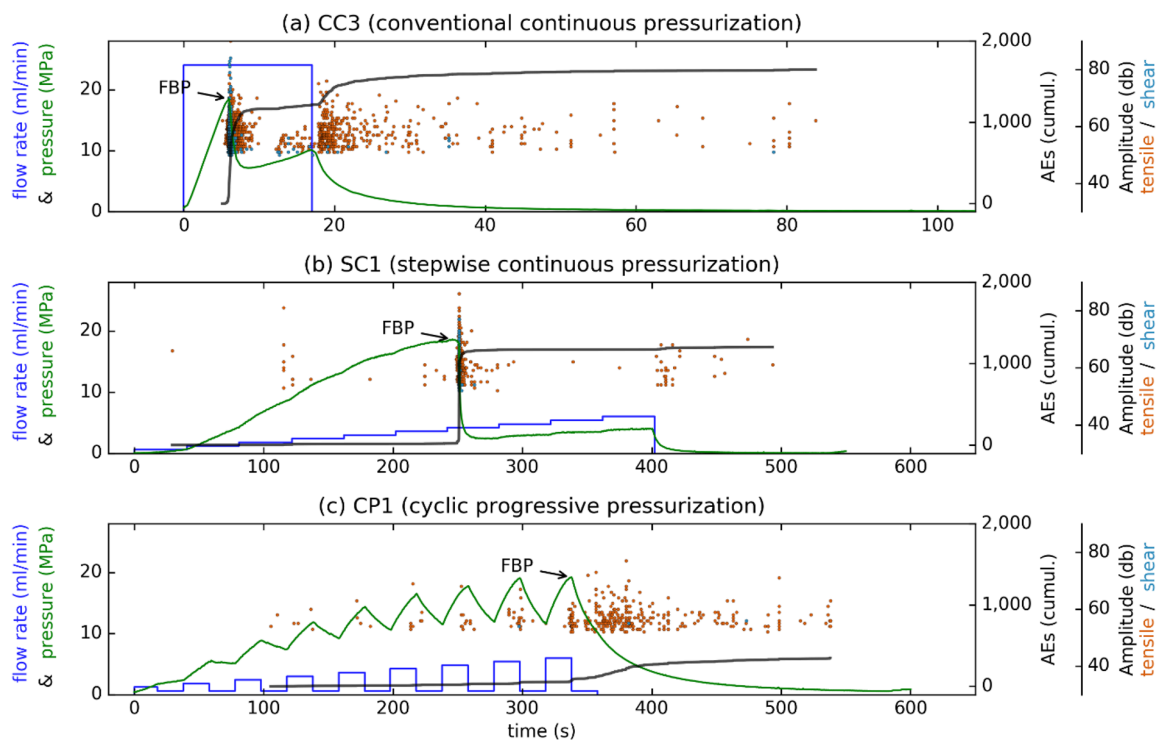 (a) CC3 (conventional continuous pressurization)
flow rate (ml/min)
& pressure (MPa)
20
10
0
FBP
0 20 40 60 80 100
2,000
1,000
0
AEs (cumul.)
80
60
40
Amplitude (db)
tensile / shear
(b) SC1 (stepwise continuous pressurization)
flow rate (ml/min)
& pressure (MPa)
20
10
0
FBP
0 100 200 300 400 500 600
2,000
1,000
0
AEs (cumul.)
80
60
40
Amplitude (db)
tensile / shear
(c) CP1 (cyclic progressive pressurization)
flow rate (ml/min)
& pressure (MPa)
20
10
0
FBP
0 100 200 300 400 500 600
time (s)
2,000
1,000
0
AEs (cumul.)
80
60
40
Amplitude (db)
tensile / shear